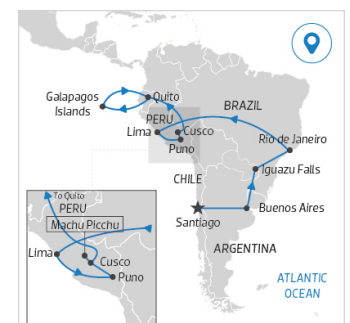 Galapagos
Islands
Quito
PERU
Lima
Cusco
Puno
BRAZIL
Rio de Janeiro
Iguazu Falls
CHILE
Santiago
Buenos Aires
ARGENTINA
ATLANTIC
OCEAN
To Quito
PERU
Machu Picchu
Lima
Cusco
Puno